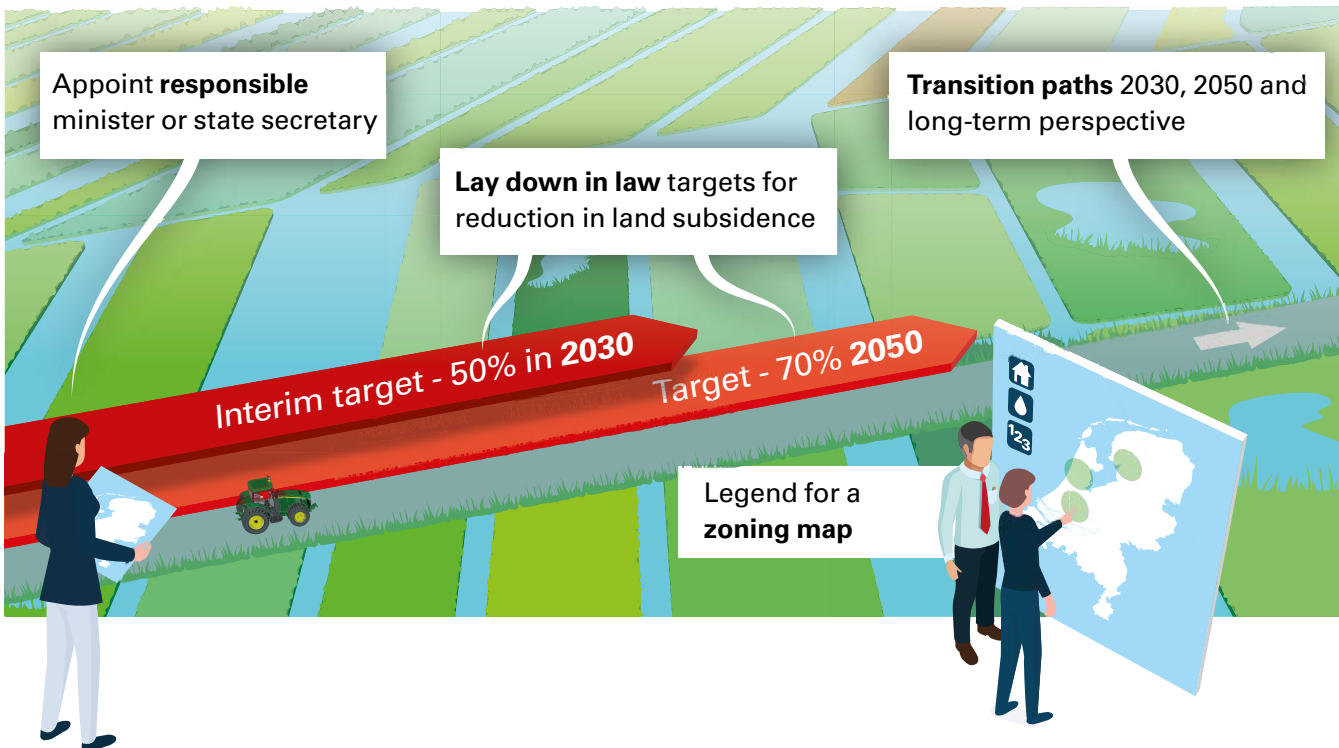 Appoint responsible
minister or state secretary
Lay down in law targets for
reduction in land subsidence
Transition paths 2030, 2050 and
long-term perspective
Interim target - 50% in 2030
Target - 70% 2050
Legend for a
zoning map
123